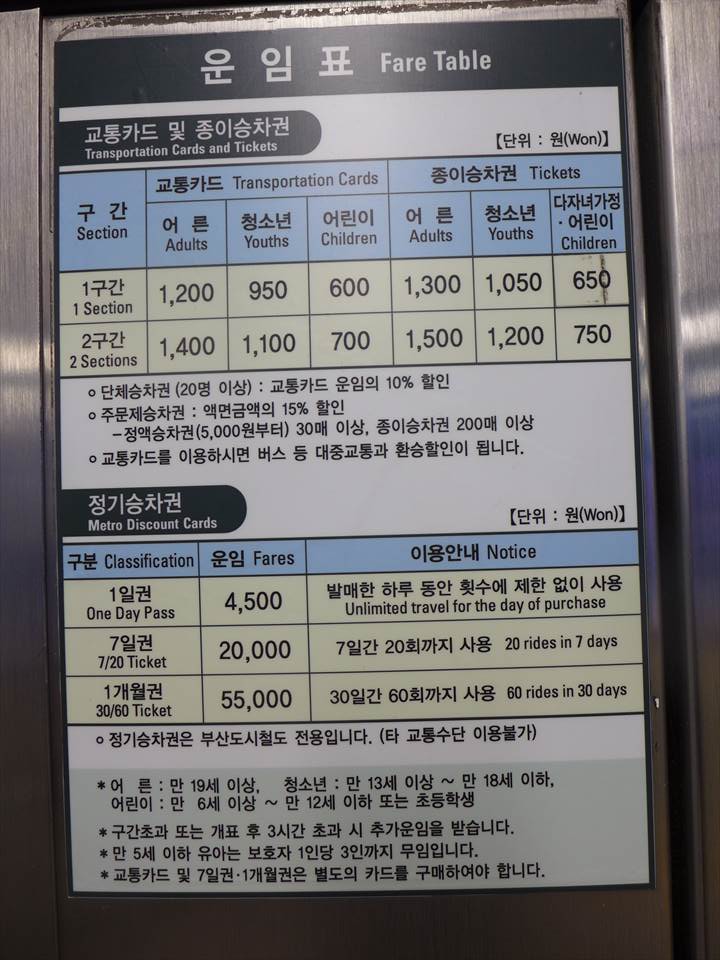 운 임 표 Fare Table
교통카드 및 종이승차권
Transportation Cards and Tickets
【단위 : 원(Won)】
구 간
Section
교통카드 Transportation Cards
종이승차권 Tickets
어 른
Adults
청소년
Youths
어린이
Children
어 른
Adults
청소년
Youths
다자녀가정
· 어린이
Children
1구간
1 Section
1,200 950 600 1,300 1,050 650
2구간
2 Sections
1,400 1,100 700 1,500 1,200 750
○ 단체승차권 (20명 이상) : 교통카드 운임의 10% 할인
○ 주문제승차권 : 액면금액의 15% 할인
－정액승차권(5,000원부터) 30매 이상, 종이승차권 200매 이상
○ 교통카드를 이용하시면 버스 등 대중교통과 환승할인이 됩니다.
정기승차권
Metro Discount Cards
【단위 : 원(Won)】
구분 Classification 운임 Fares 이용안내 Notice
1일권
One Day Pass
4,500
발매한 하루 동안 횟수에 제한 없이 사용
Unlimited travel for the day of purchase
7일권
7/20 Ticket
20,000
7일간 20회까지 사용 20 rides in 7 days
1개월권
30/60 Ticket
55,000
30일간 60회까지 사용 60 rides in 30 days
○ 정기승차권은 부산도시철도 전용입니다. (타 교통수단 이용불가)
* 어 른 : 만 19세 이상, 청소년 : 만 13세 이상 ~ 만 18세 이하,
어린이 : 만 6세 이상 ~ 만 12세 이하 또는 초등학생
* 구간초과 또는 개표 후 3시간 초과 시 추가운임을 받습니다.
* 만 5세 이하 유아는 보호자 1인당 3인까지 무임입니다.
* 교통카드 및 7일권·1개월권은 별도의 카드를 구매하여야 합니다.